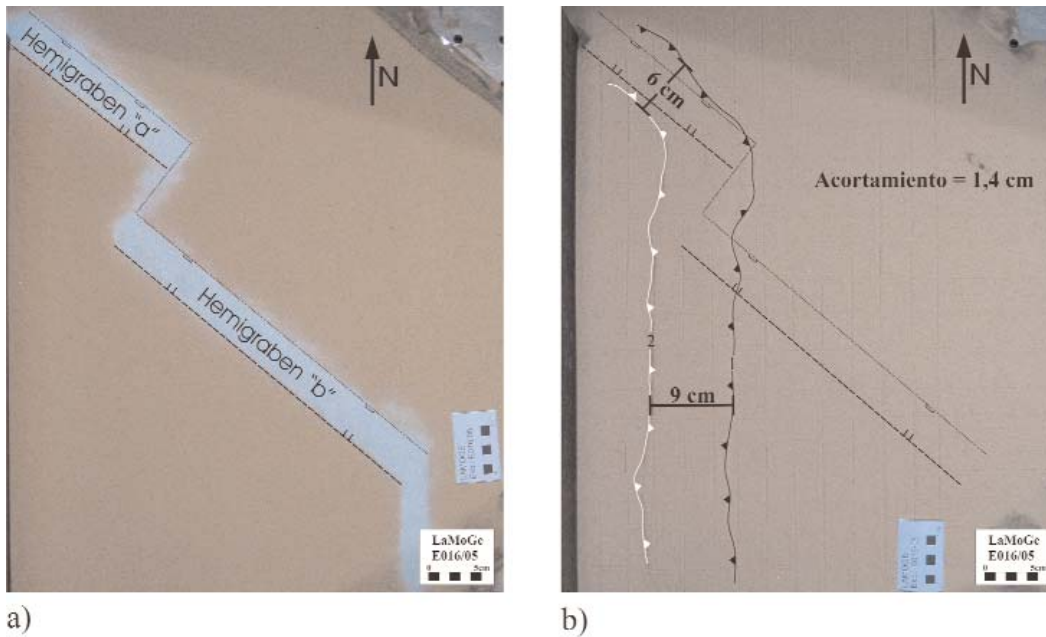 Hemigraben "a"
Hemigraben "b"
N
LaMoGe
E016/05
0 5cm
a)
6 cm
N
Acortamiento = 1,4 cm
2
9 cm
LaMoGe
E016/05
0 5cm
b)